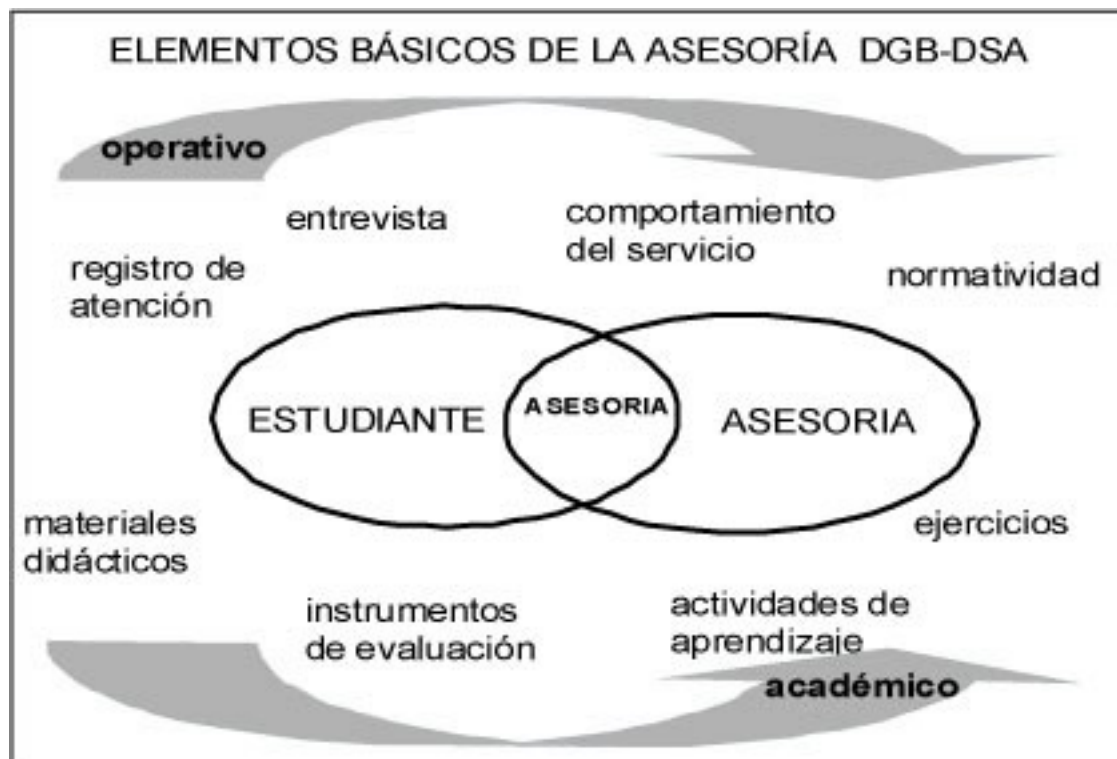 ELEMENTOS BÁSICOS DE LA ASESORÍA DGB-DSA
operativo
entrevista
comportamiento
del servicio
registro de
atención
normatividad
ESTUDIANTE
ASESORIA
ASESORIA
materiales
didácticos
ejercicios
instrumentos
de evaluación
actividades de
aprendizaje
académico